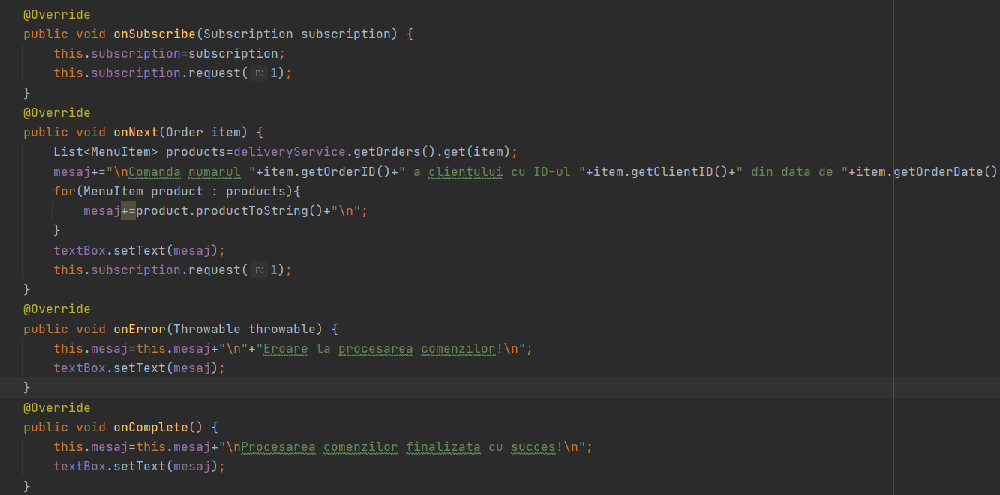 @Override
public void onSubscribe(Subscription subscription) {
    this.subscription=subscription;
    this.subscription.request( n: 1);
}
@Override
public void onNext(Order item) {
    List<MenuItem> products=deliveryService.getOrders().get(item);
    mesaj+="\nComanda numarul "+item.getOrderID()+" a clientului cu ID-ul "+item.getClientID()+" din data de "+item.getOrderDate()
    for(MenuItem product : products){
        mesaj+=product.productToString()+"\n";
    }
    textBox.setText(mesaj);
    this.subscription.request( n: 1);
}
@Override
public void onError(Throwable throwable) {
    this.mesaj=this.mesaj+"\n"+"Eroare la procesarea comenzilor!\n";
    textBox.setText(mesaj);
}
@Override
public void onComplete() {
    this.mesaj=this.mesaj+"\nProcesarea comenzilor finalizata cu succes!\n";
    textBox.setText(mesaj);
}